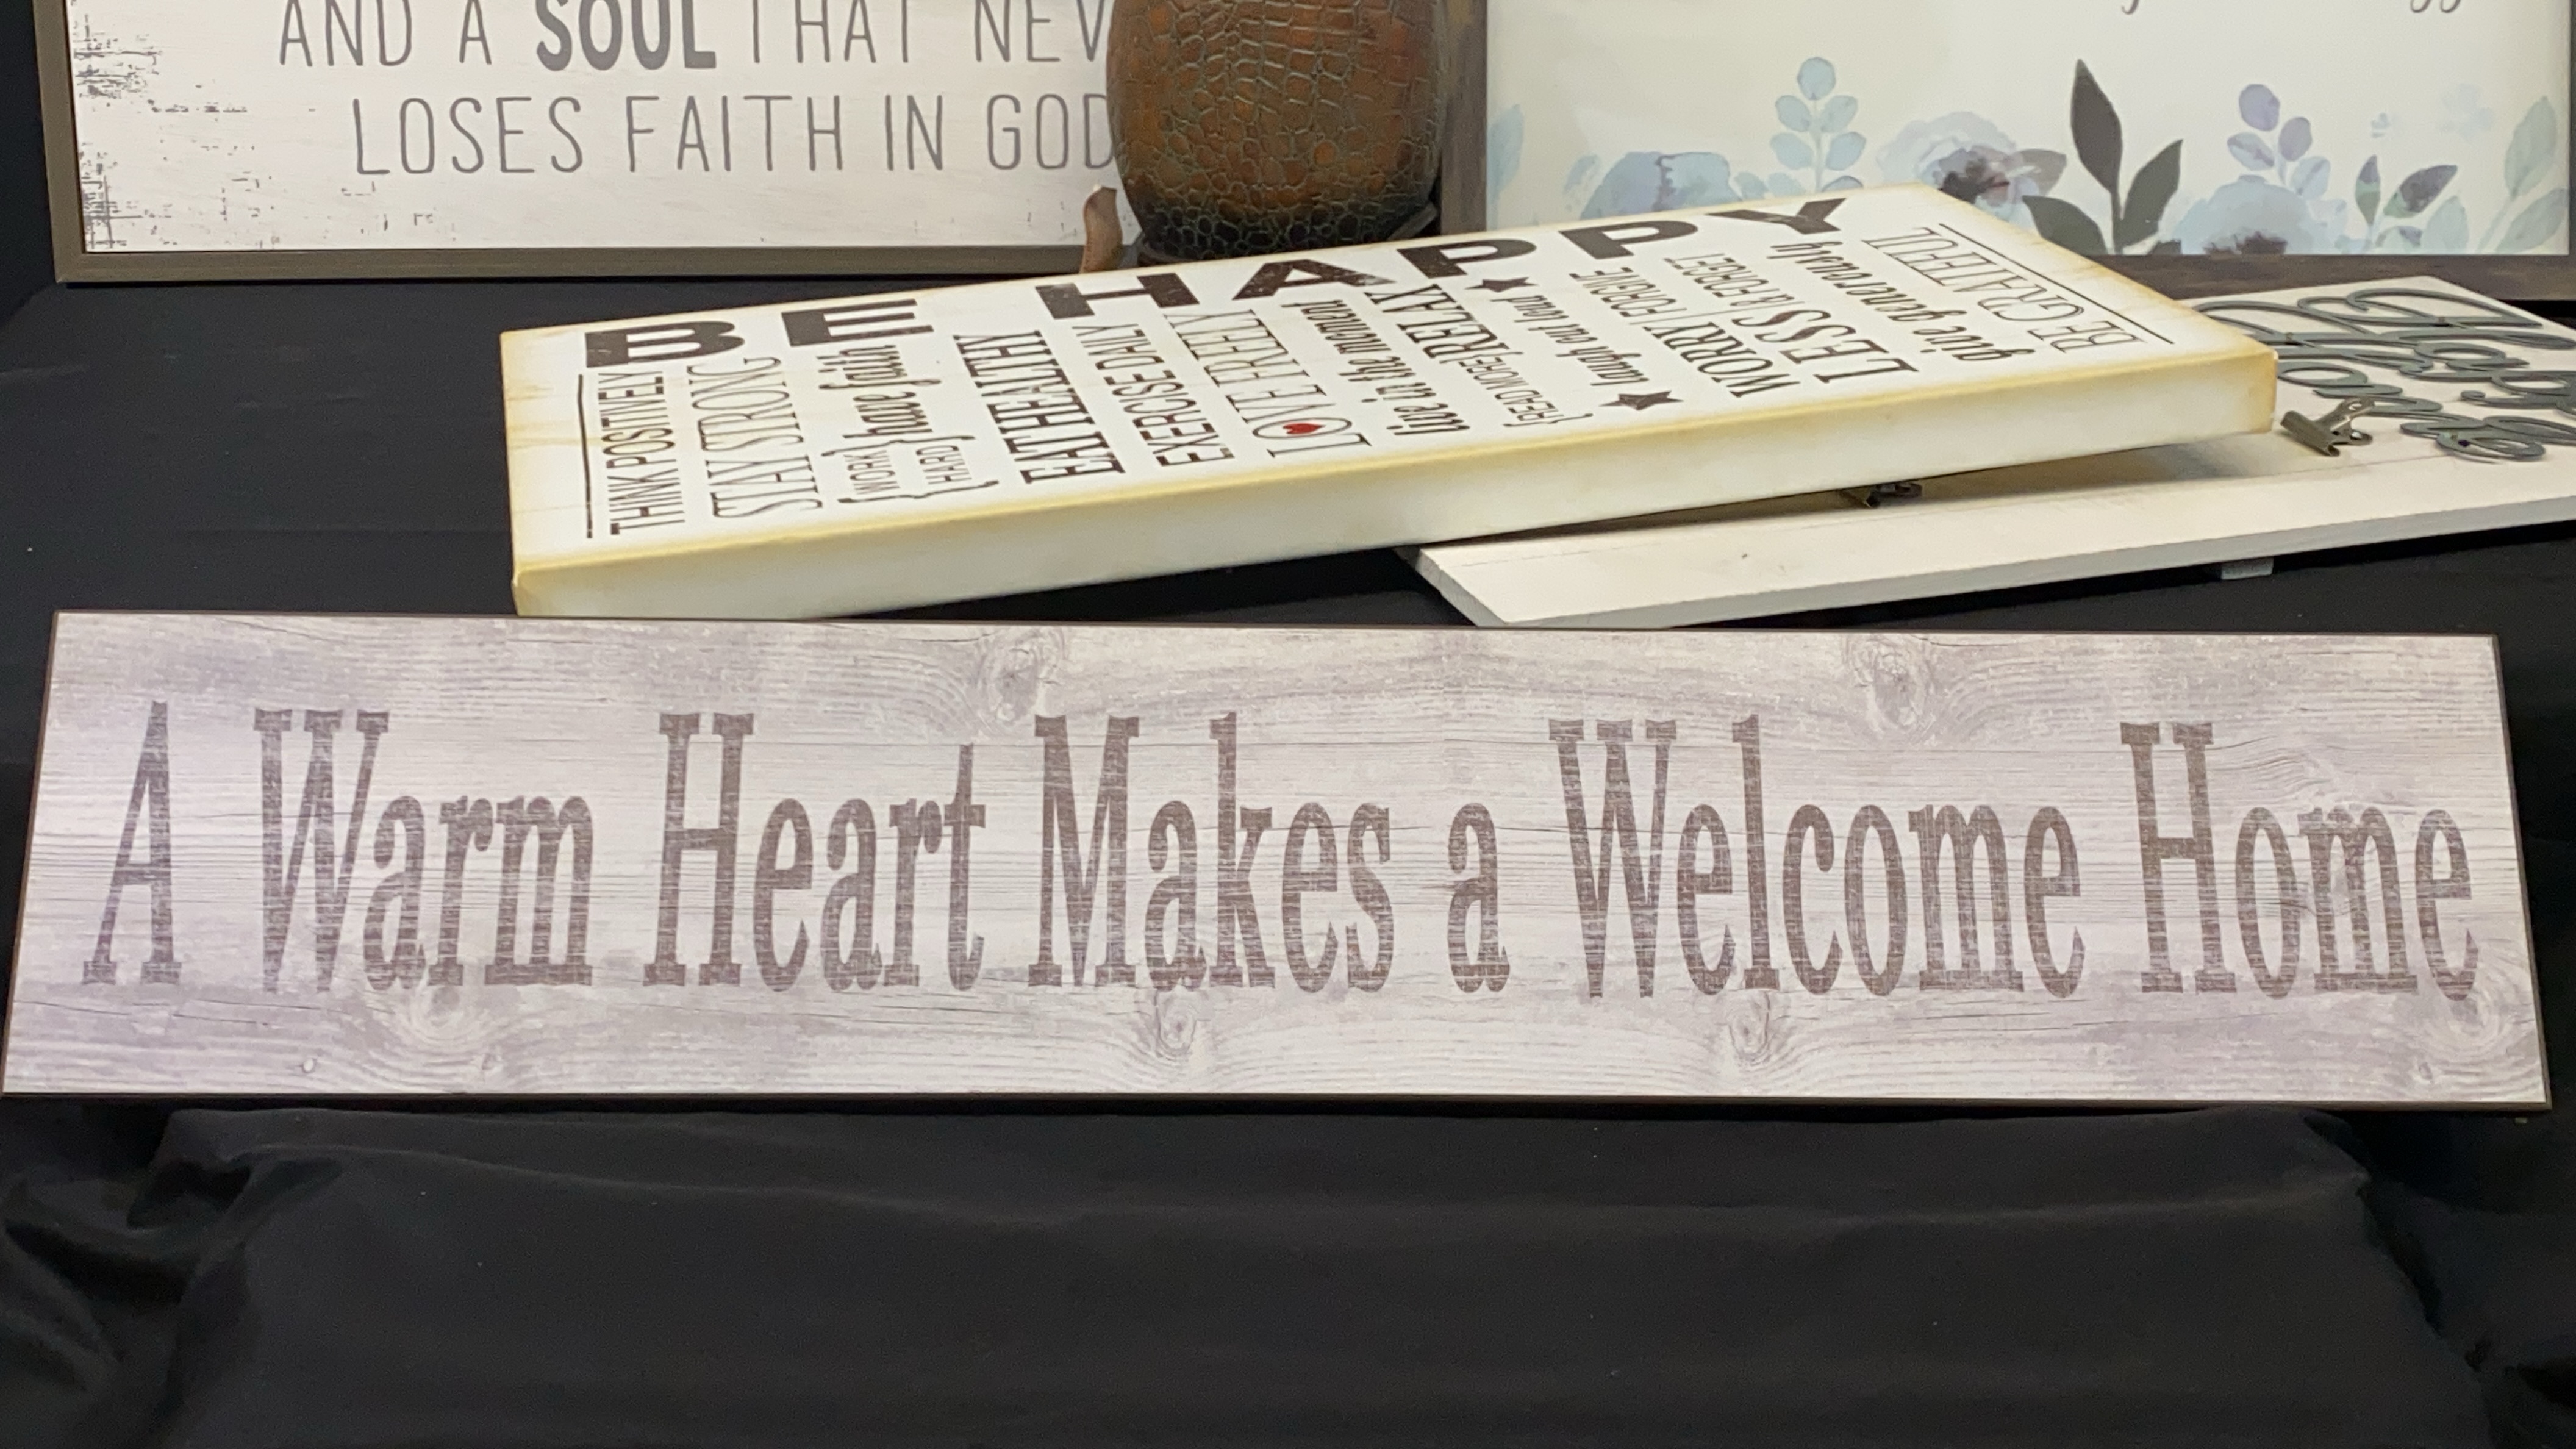 AND A SOUL THAT NEV
LOSES FAITH IN GOD
BE HAPPY
THINK POSITIVELY
STAY STRONG
{WORK HARD} have faith
EAT HEALTHY
EXERCISE DAILY
LOVE FREELY
live in the moment
{READ MORE} RELAX
laugh out loud
WORRY LESS
FORGIVE & FORGET
give generously
BE GRATEFUL
A Warm Heart Makes a Welcome Home